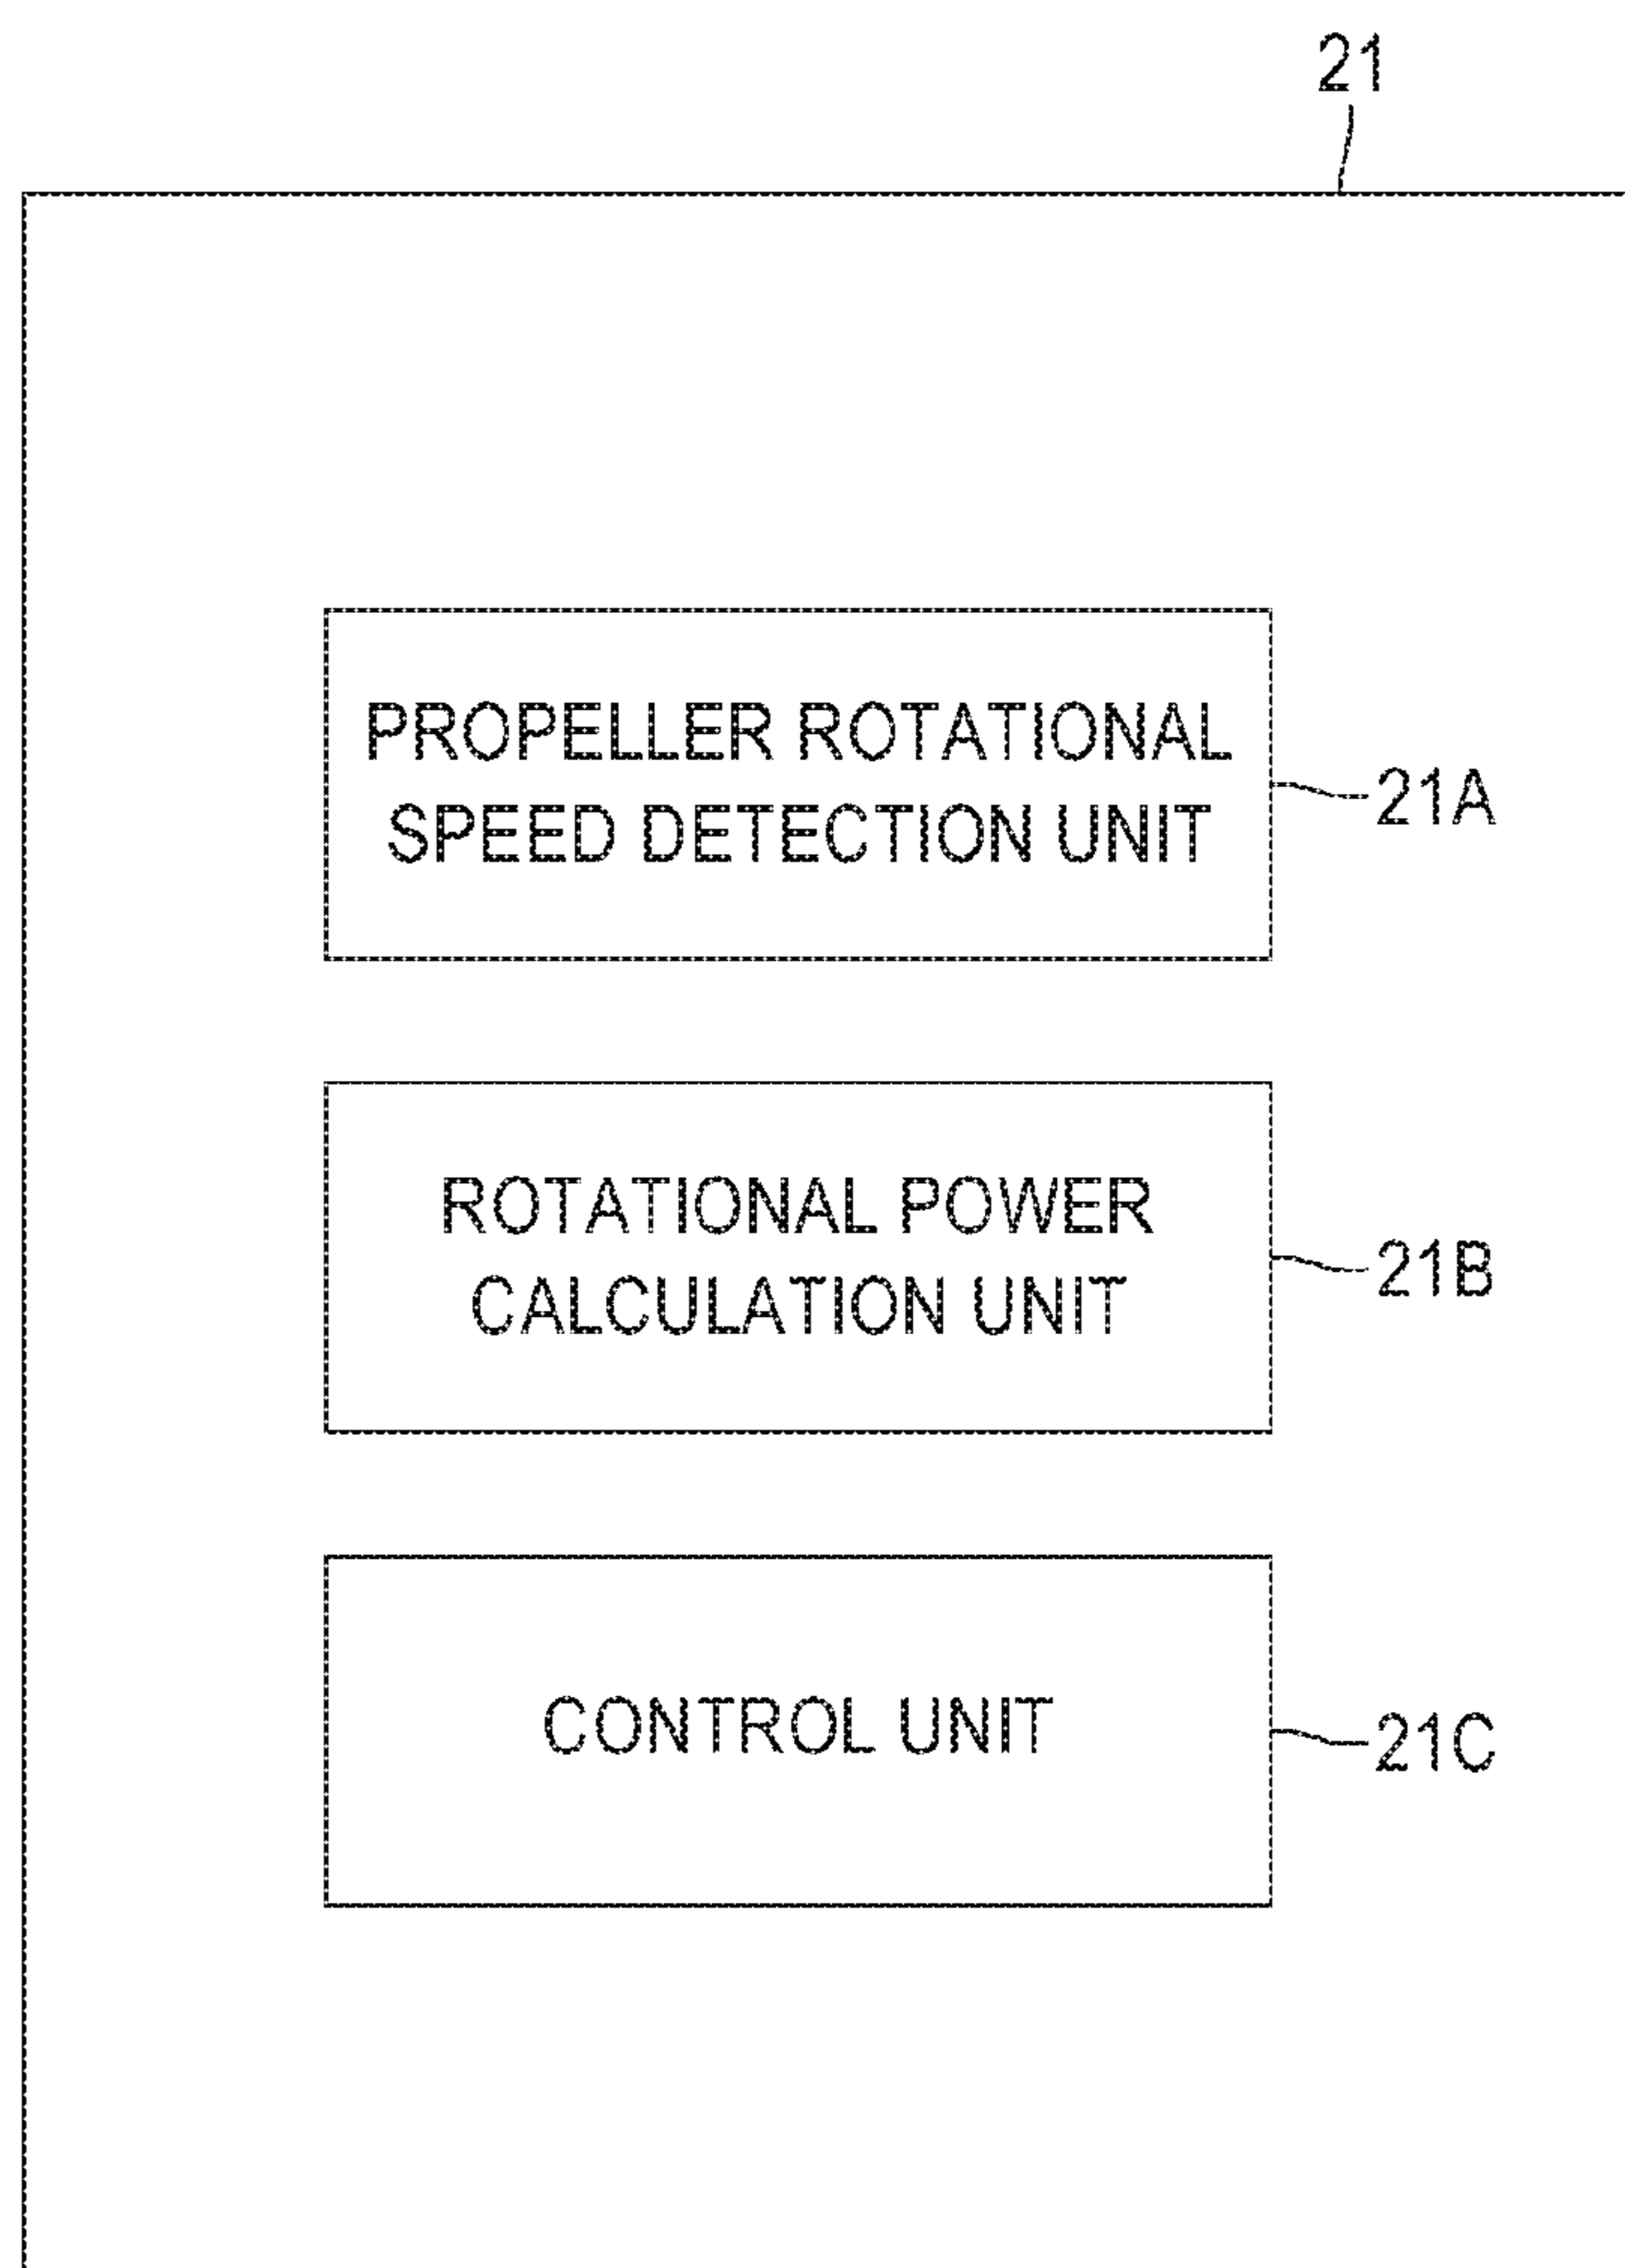 21
PROPELLER ROTATIONAL
SPEED DETECTION UNIT
21A
ROTATIONAL POWER
CALCULATION UNIT
21B
CONTROL UNIT
21C